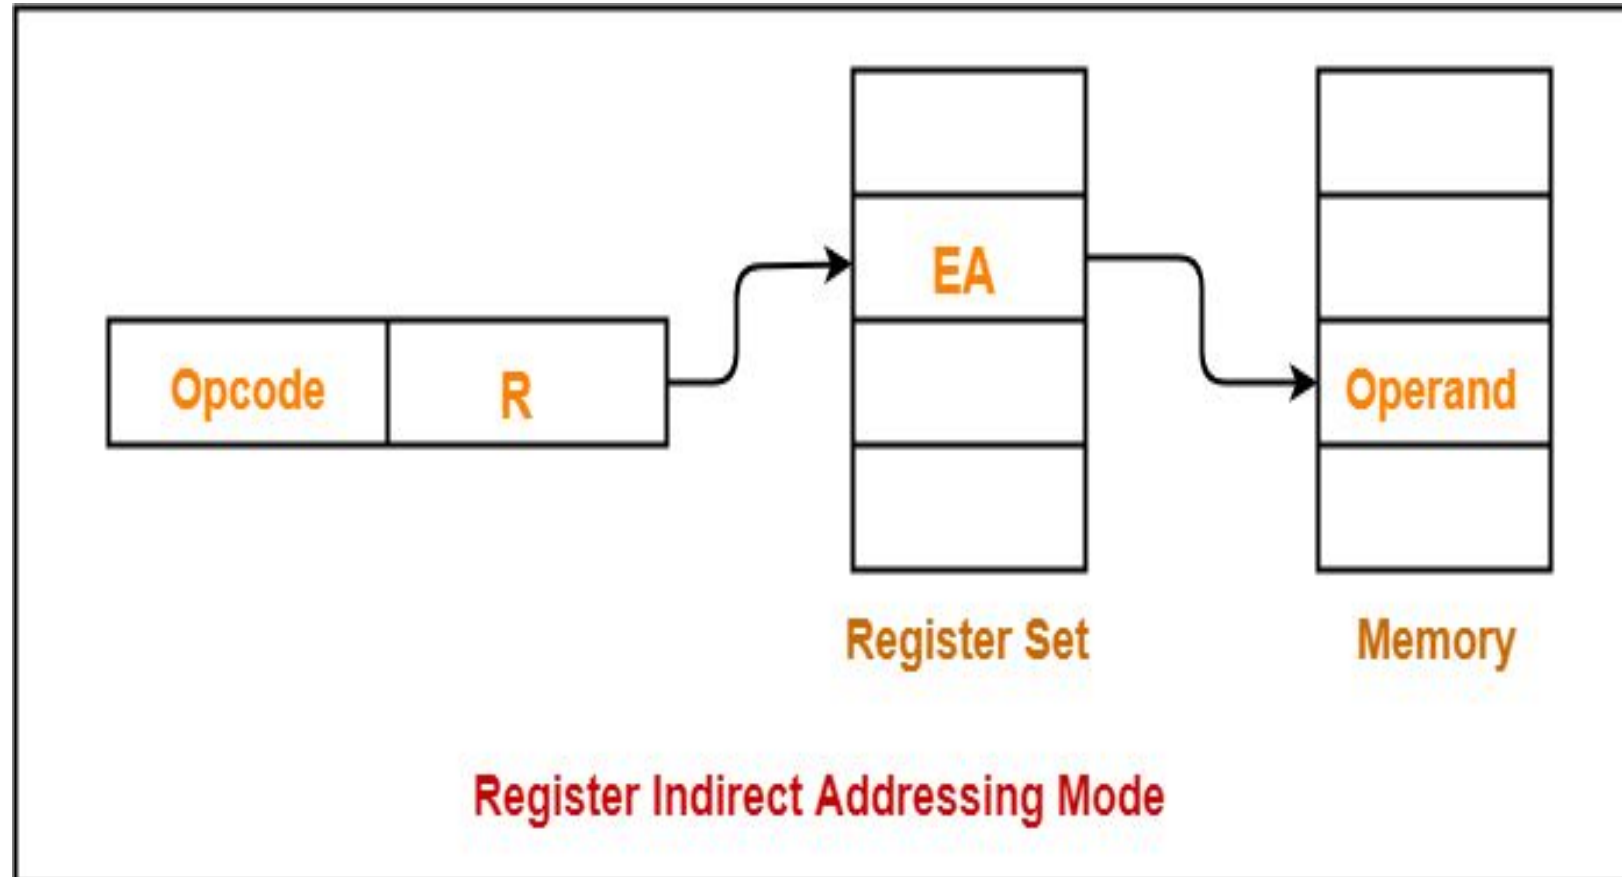 EA
Opcode R Operand
Register Set Memory
Register Indirect Addressing Mode